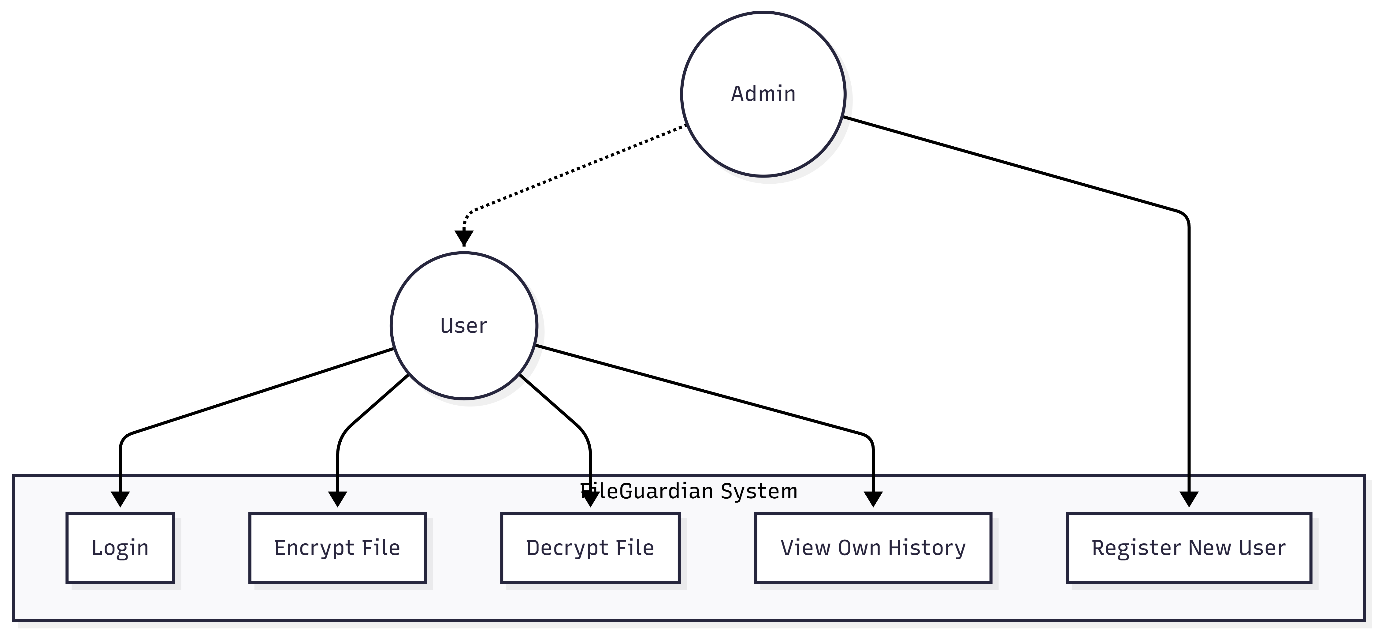 Admin
User
FileGuardian System
Login
Encrypt File
Decrypt File
View Own History
Register New User